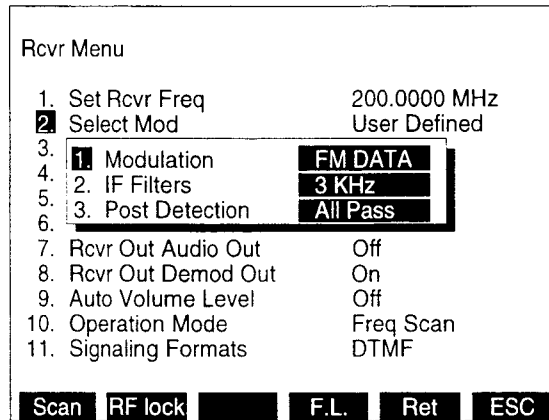 Rcvr Menu
1. Set Rcvr Freq 200.0000 MHz
2. Select Mod User Defined
3.
1. Modulation FM DATA
4.
2. IF Filters 3 KHz
5.
3. Post Detection All Pass
6.
7. Rcvr Out Audio Out Off
8. Rcvr Out Demod Out On
9. Auto Volume Level Off
10. Operation Mode Freq Scan
11. Signaling Formats DTMF
Scan RF lock F.L. Ret ESC